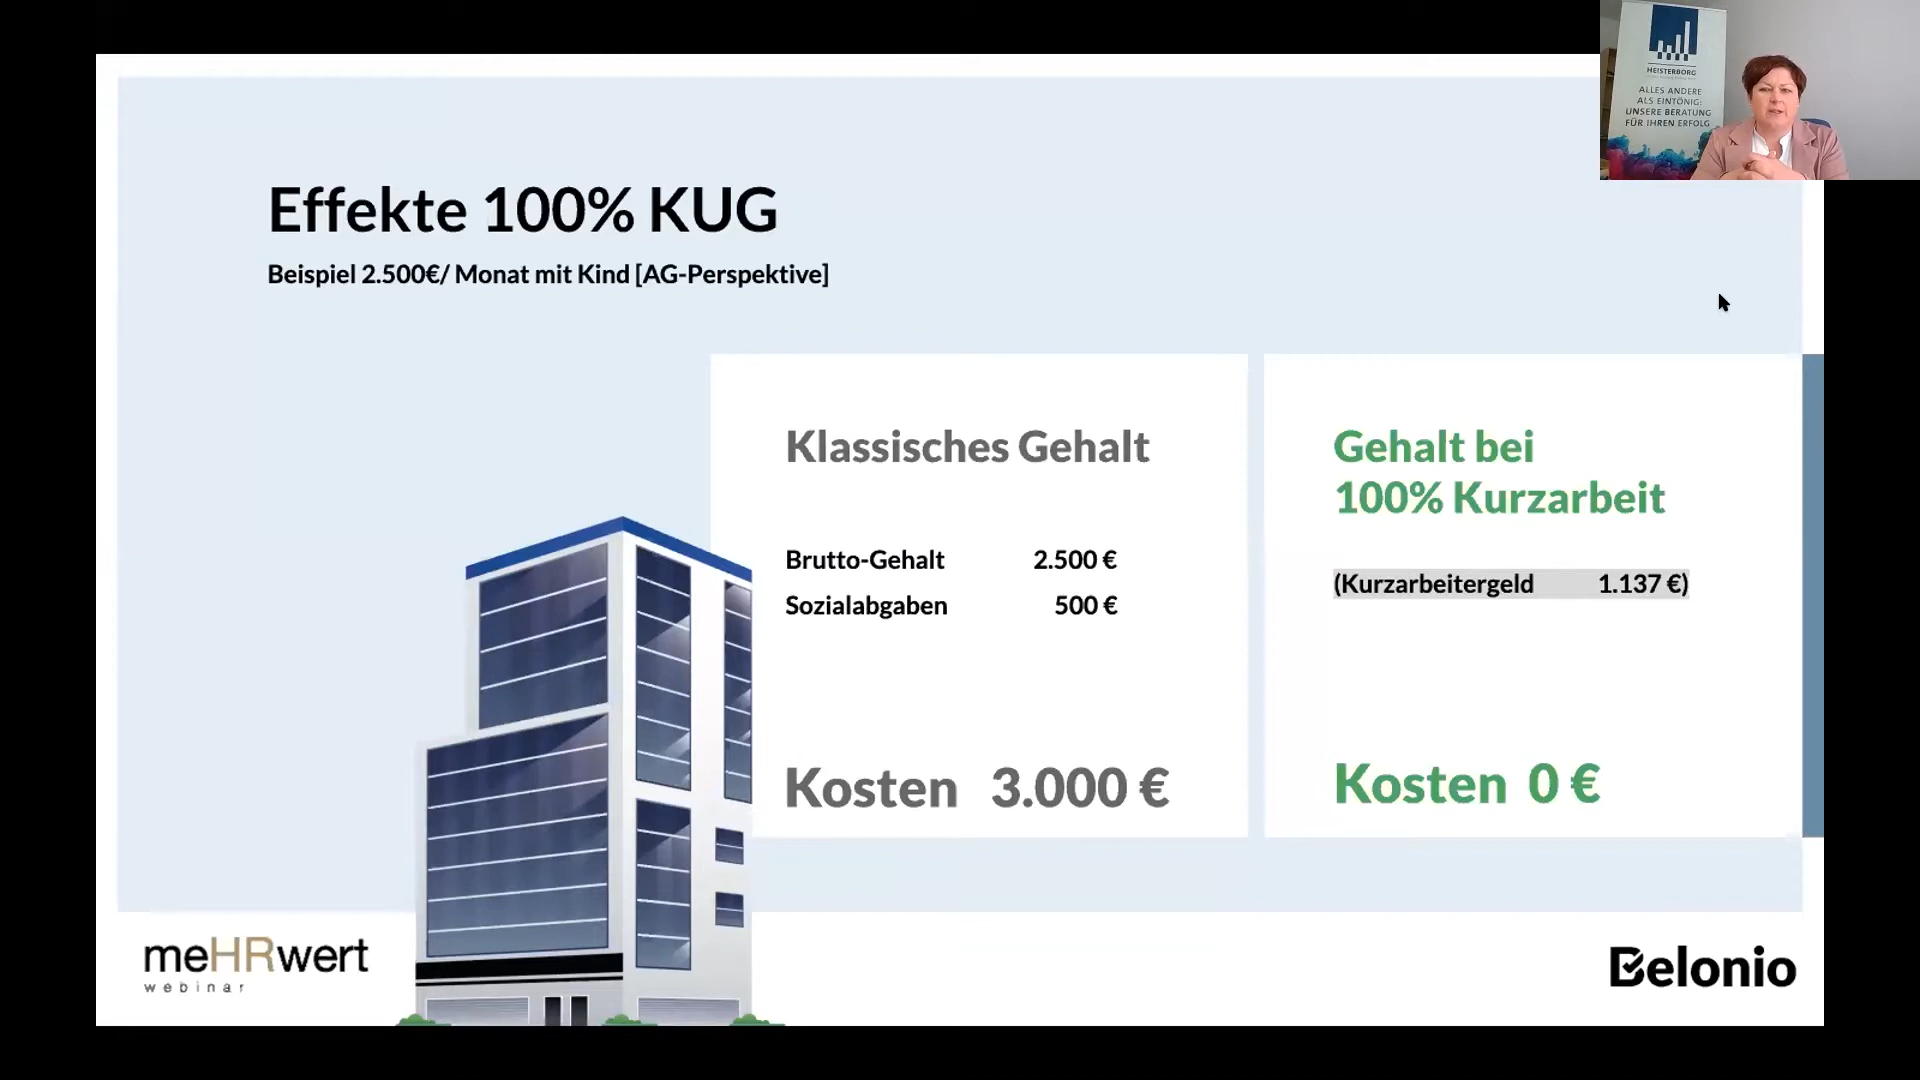 HEISTERBORG
ALLES ANDERE
ALS EINTÖNIG:
UNSERE BERATUNG
FÜR IHREN ERFOLG
Effekte 100% KUG
Beispiel 2.500€/ Monat mit Kind [AG-Perspektive]
Klassisches Gehalt
Brutto-Gehalt 2.500 €
Sozialabgaben 500 €
Kosten 3.000 €
Gehalt bei
100% Kurzarbeit
(Kurzarbeitergeld 1.137 €)
Kosten 0 €
meHRwert
webinar
Belonio